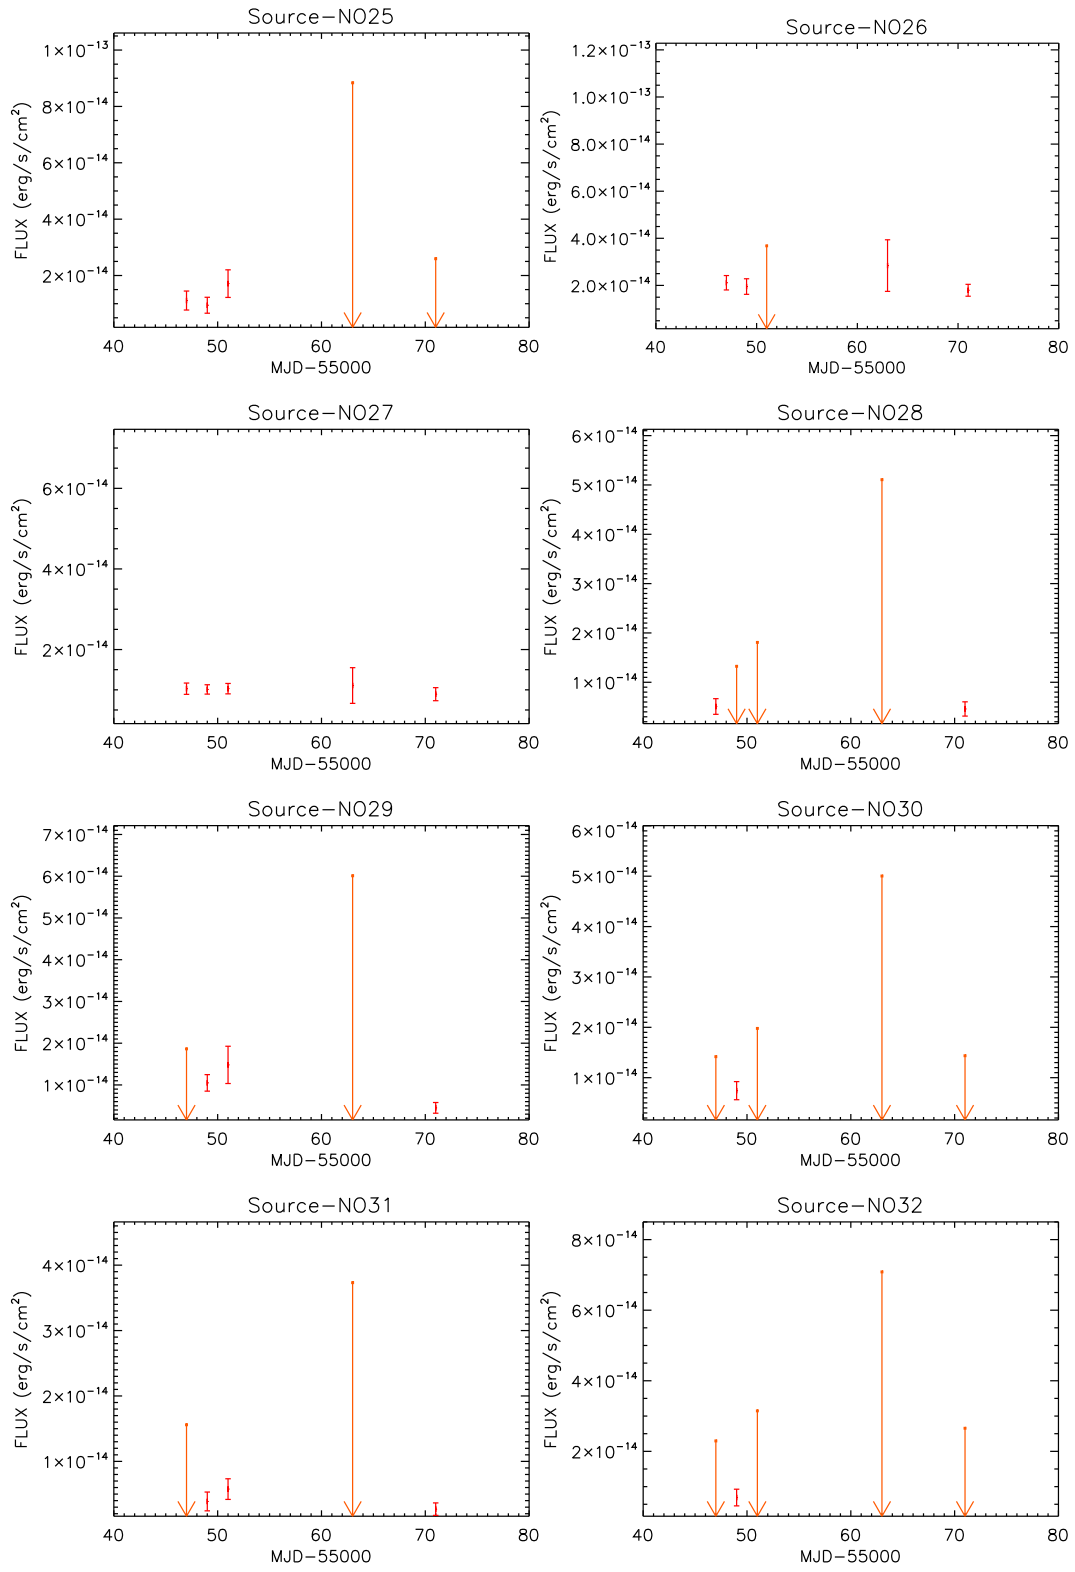 Source-NO25
FLUX (erg/s/cm²)
1×10⁻¹³
8×10⁻¹⁴
6×10⁻¹⁴
4×10⁻¹⁴
2×10⁻¹⁴
40 50 60 70 80
MJD-55000
Source-NO26
FLUX (erg/s/cm²)
1.2×10⁻¹³
1.0×10⁻¹³
8.0×10⁻¹⁴
6.0×10⁻¹⁴
4.0×10⁻¹⁴
2.0×10⁻¹⁴
40 50 60 70 80
MJD-55000
Source-NO27
FLUX (erg/s/cm²)
6×10⁻¹⁴
4×10⁻¹⁴
2×10⁻¹⁴
40 50 60 70 80
MJD-55000
Source-NO28
FLUX (erg/s/cm²)
6×10⁻¹⁴
5×10⁻¹⁴
4×10⁻¹⁴
3×10⁻¹⁴
2×10⁻¹⁴
1×10⁻¹⁴
40 50 60 70 80
MJD-55000
Source-NO29
FLUX (erg/s/cm²)
7×10⁻¹⁴
6×10⁻¹⁴
5×10⁻¹⁴
4×10⁻¹⁴
3×10⁻¹⁴
2×10⁻¹⁴
1×10⁻¹⁴
40 50 60 70 80
MJD-55000
Source-NO30
FLUX (erg/s/cm²)
6×10⁻¹⁴
5×10⁻¹⁴
4×10⁻¹⁴
3×10⁻¹⁴
2×10⁻¹⁴
1×10⁻¹⁴
40 50 60 70 80
MJD-55000
Source-NO31
FLUX (erg/s/cm²)
4×10⁻¹⁴
3×10⁻¹⁴
2×10⁻¹⁴
1×10⁻¹⁴
40 50 60 70 80
MJD-55000
Source-NO32
FLUX (erg/s/cm²)
8×10⁻¹⁴
6×10⁻¹⁴
4×10⁻¹⁴
2×10⁻¹⁴
40 50 60 70 80
MJD-55000